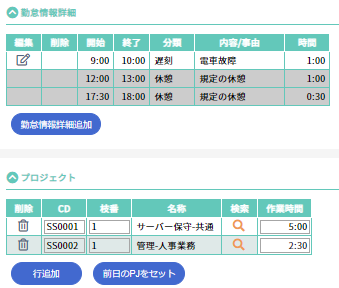 勤怠情報詳細
編集 削除 開始 終了 分類 内容/事由 時間
9:00 10:00 遅刻 電車故障 1:00
12:00 13:00 休憩 規定の休憩 1:00
17:30 18:00 休憩 規定の休憩 0:30
勤怠情報詳細追加
プロジェクト
削除 CD 枝番 名称 検索 作業時間
SS0001 1 サーバー保守-共通 5:00
SS0002 1 管理-人事業務 2:30
行追加 前日のPJをセット